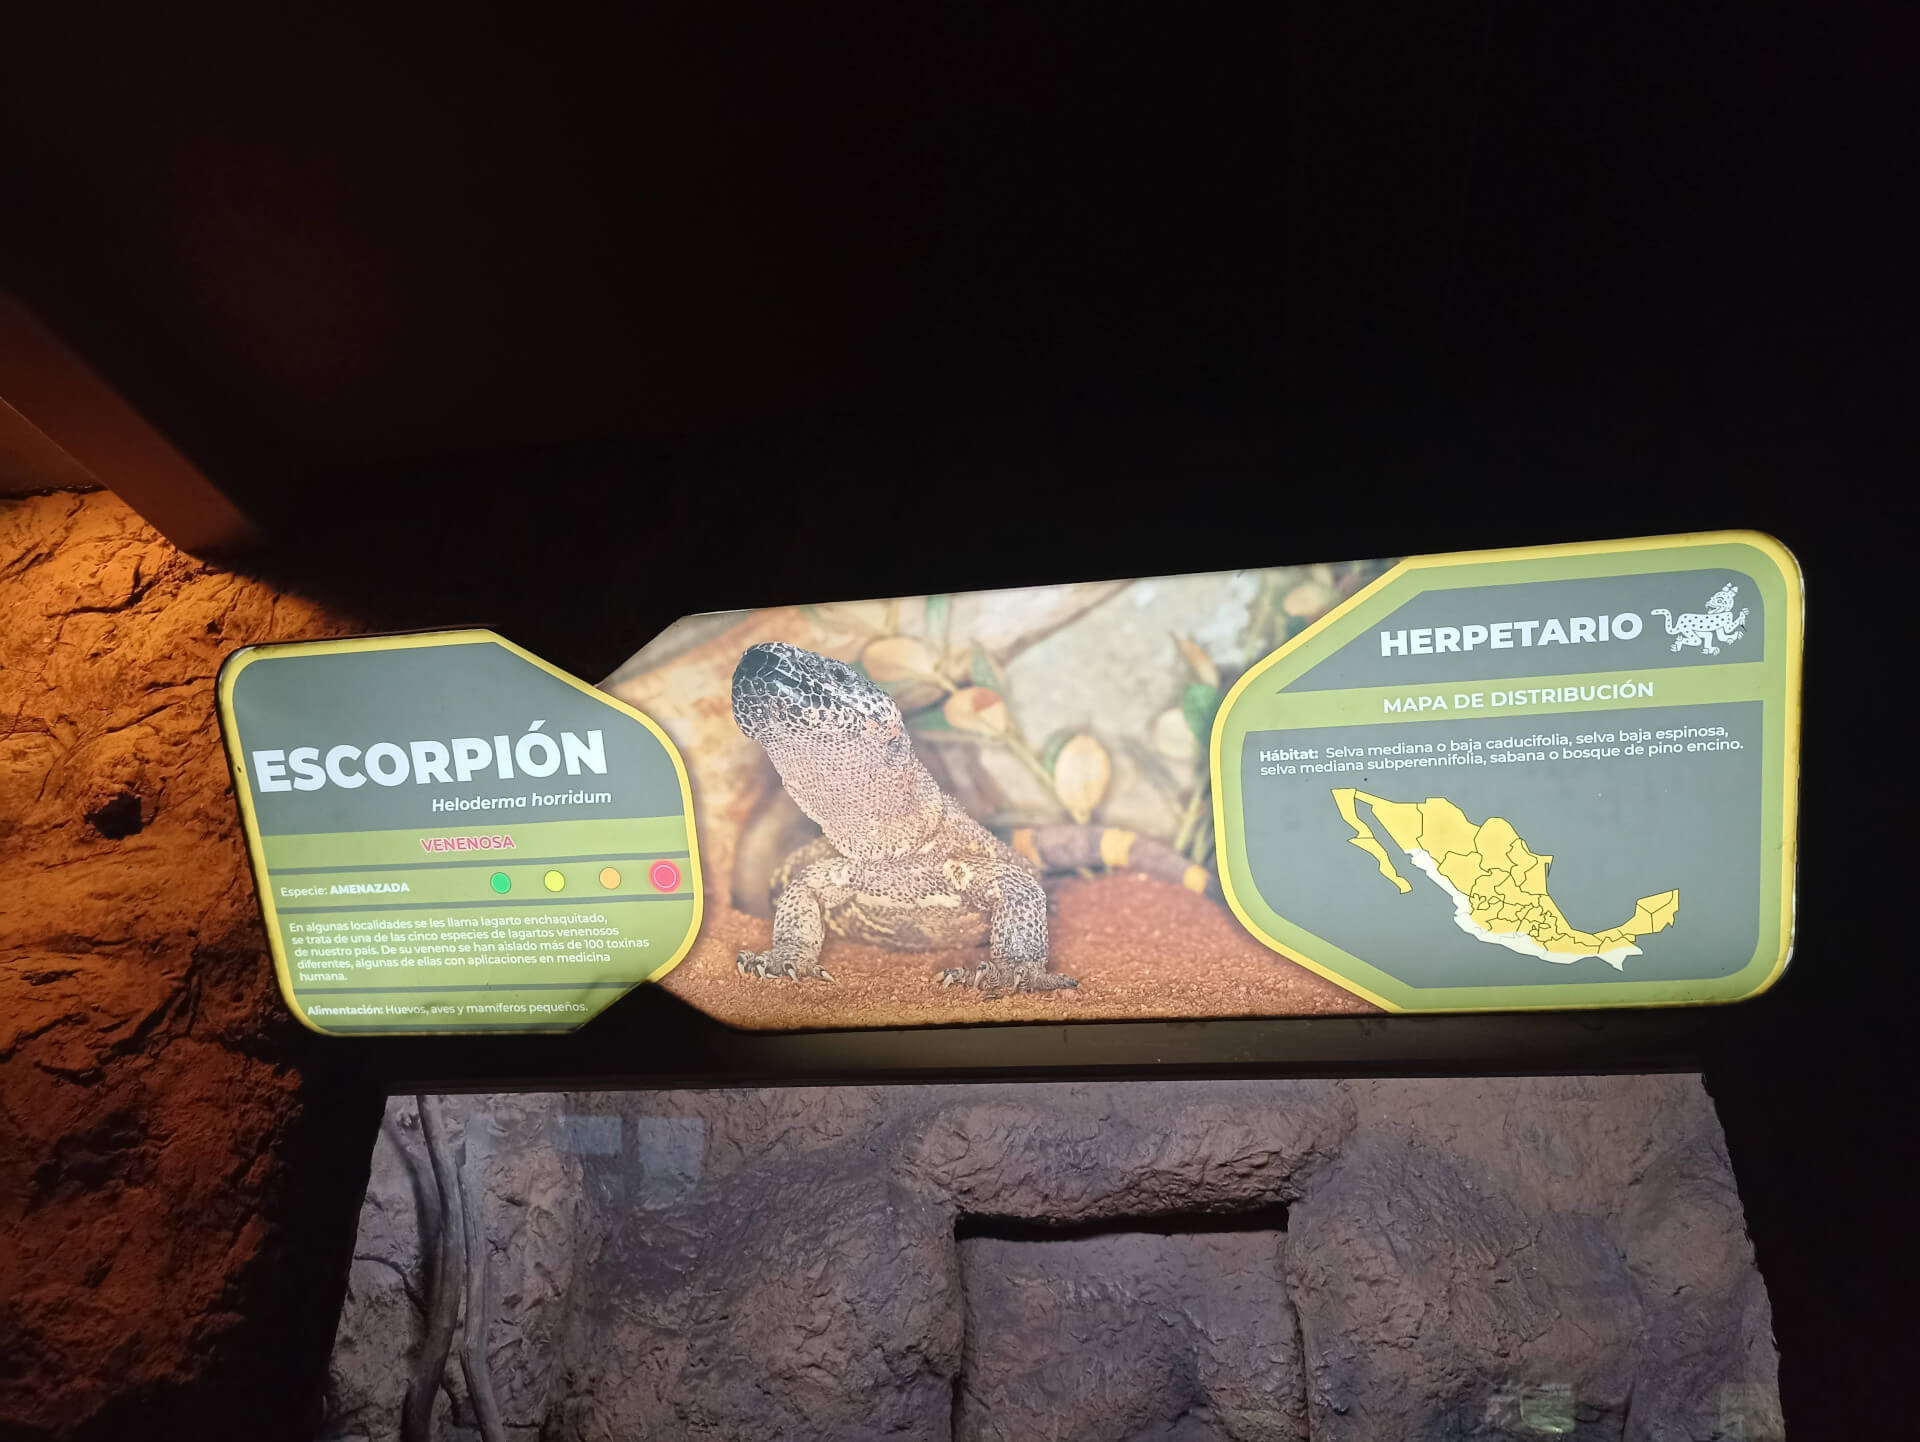 ESCORPIÓN
Heloderma horridum
VENENOSA
Especie: AMENAZADA
En algunas localidades se les llama lagarto enchaquitado,
se trata de una de las cinco especies de lagartos venenosos
de nuestro país. De su veneno se han aislado más de 100 toxinas
diferentes, algunas de ellas con aplicaciones en medicina
humana.
Alimentación: Huevos, aves y mamíferos pequeños.
HERPETARIO
MAPA DE DISTRIBUCIÓN
Hábitat: Selva mediana o baja caducifolia, selva baja espinosa,
selva mediana subperennifolia, sabana o bosque de pino encino.